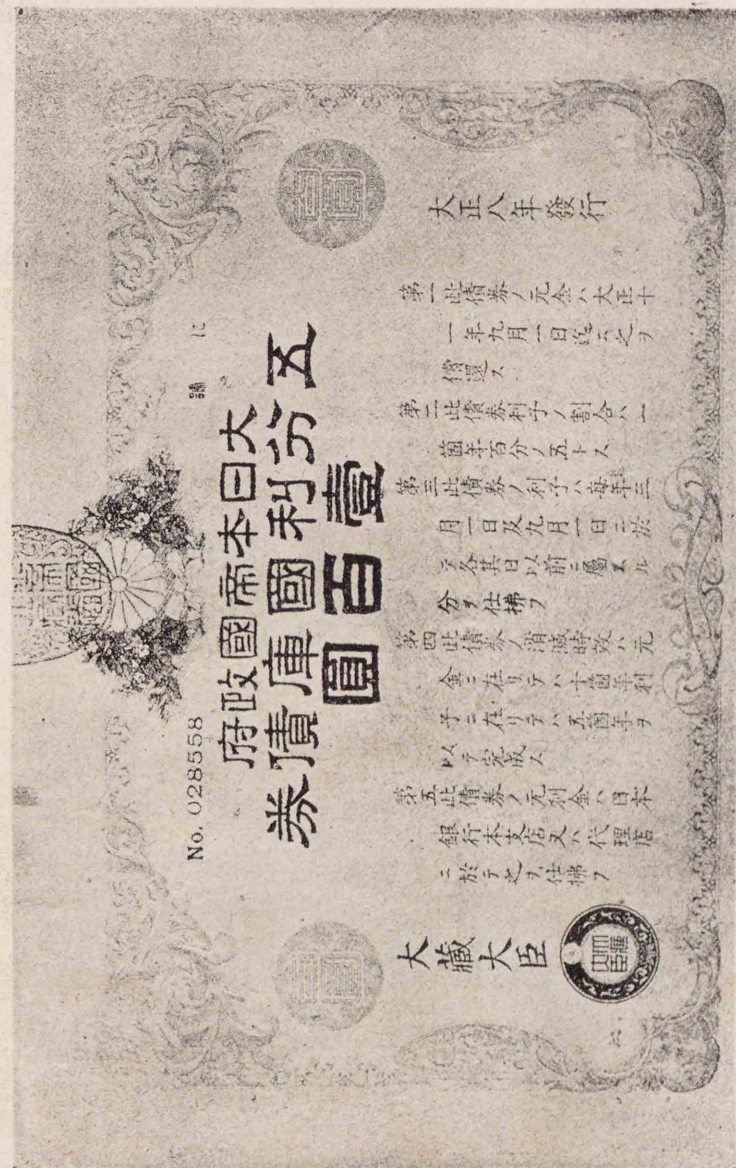 に 號
No. 028558
大日本帝國政府
五分利國庫債券
壹百圓
大正八年發行
第一此債券ノ元金ハ大正十
一年九月一日迄ニ之ヲ
償還ス
第二此債券利子ノ割合ハ一
箇年百分ノ五トス
第三此債券ノ利子ハ毎年三
月一日及九月一日ニ於
テ各其日以前ニ屬スル
分ヲ仕拂フ
第四此債券ノ消滅時效ハ元
金ニ在リテハ十箇年利
子ニ在リテハ五箇年ヲ
以テ完成ス
第五此債券ノ元利金ハ日本
銀行本支店又ハ代理店
ニ於テ之ヲ仕拂フ
大藏大臣